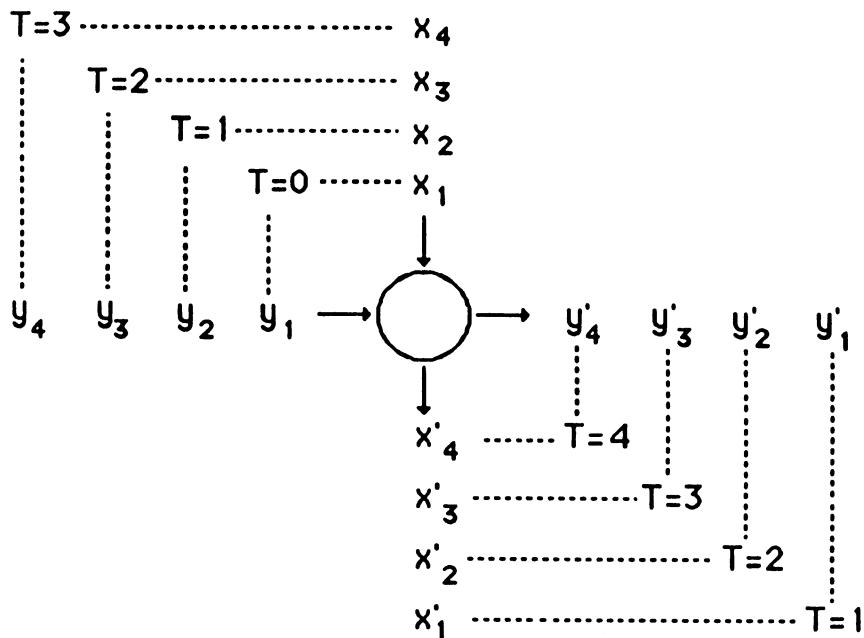 T=3 x₄
T=2 x₃
T=1 x₂
T=0 x₁
y₄ y₃ y₂ y₁ y'₄ y'₃ y'₂ y'₁
x'₄ T=4
x'₃ T=3
x'₂ T=2
x'₁ T=1